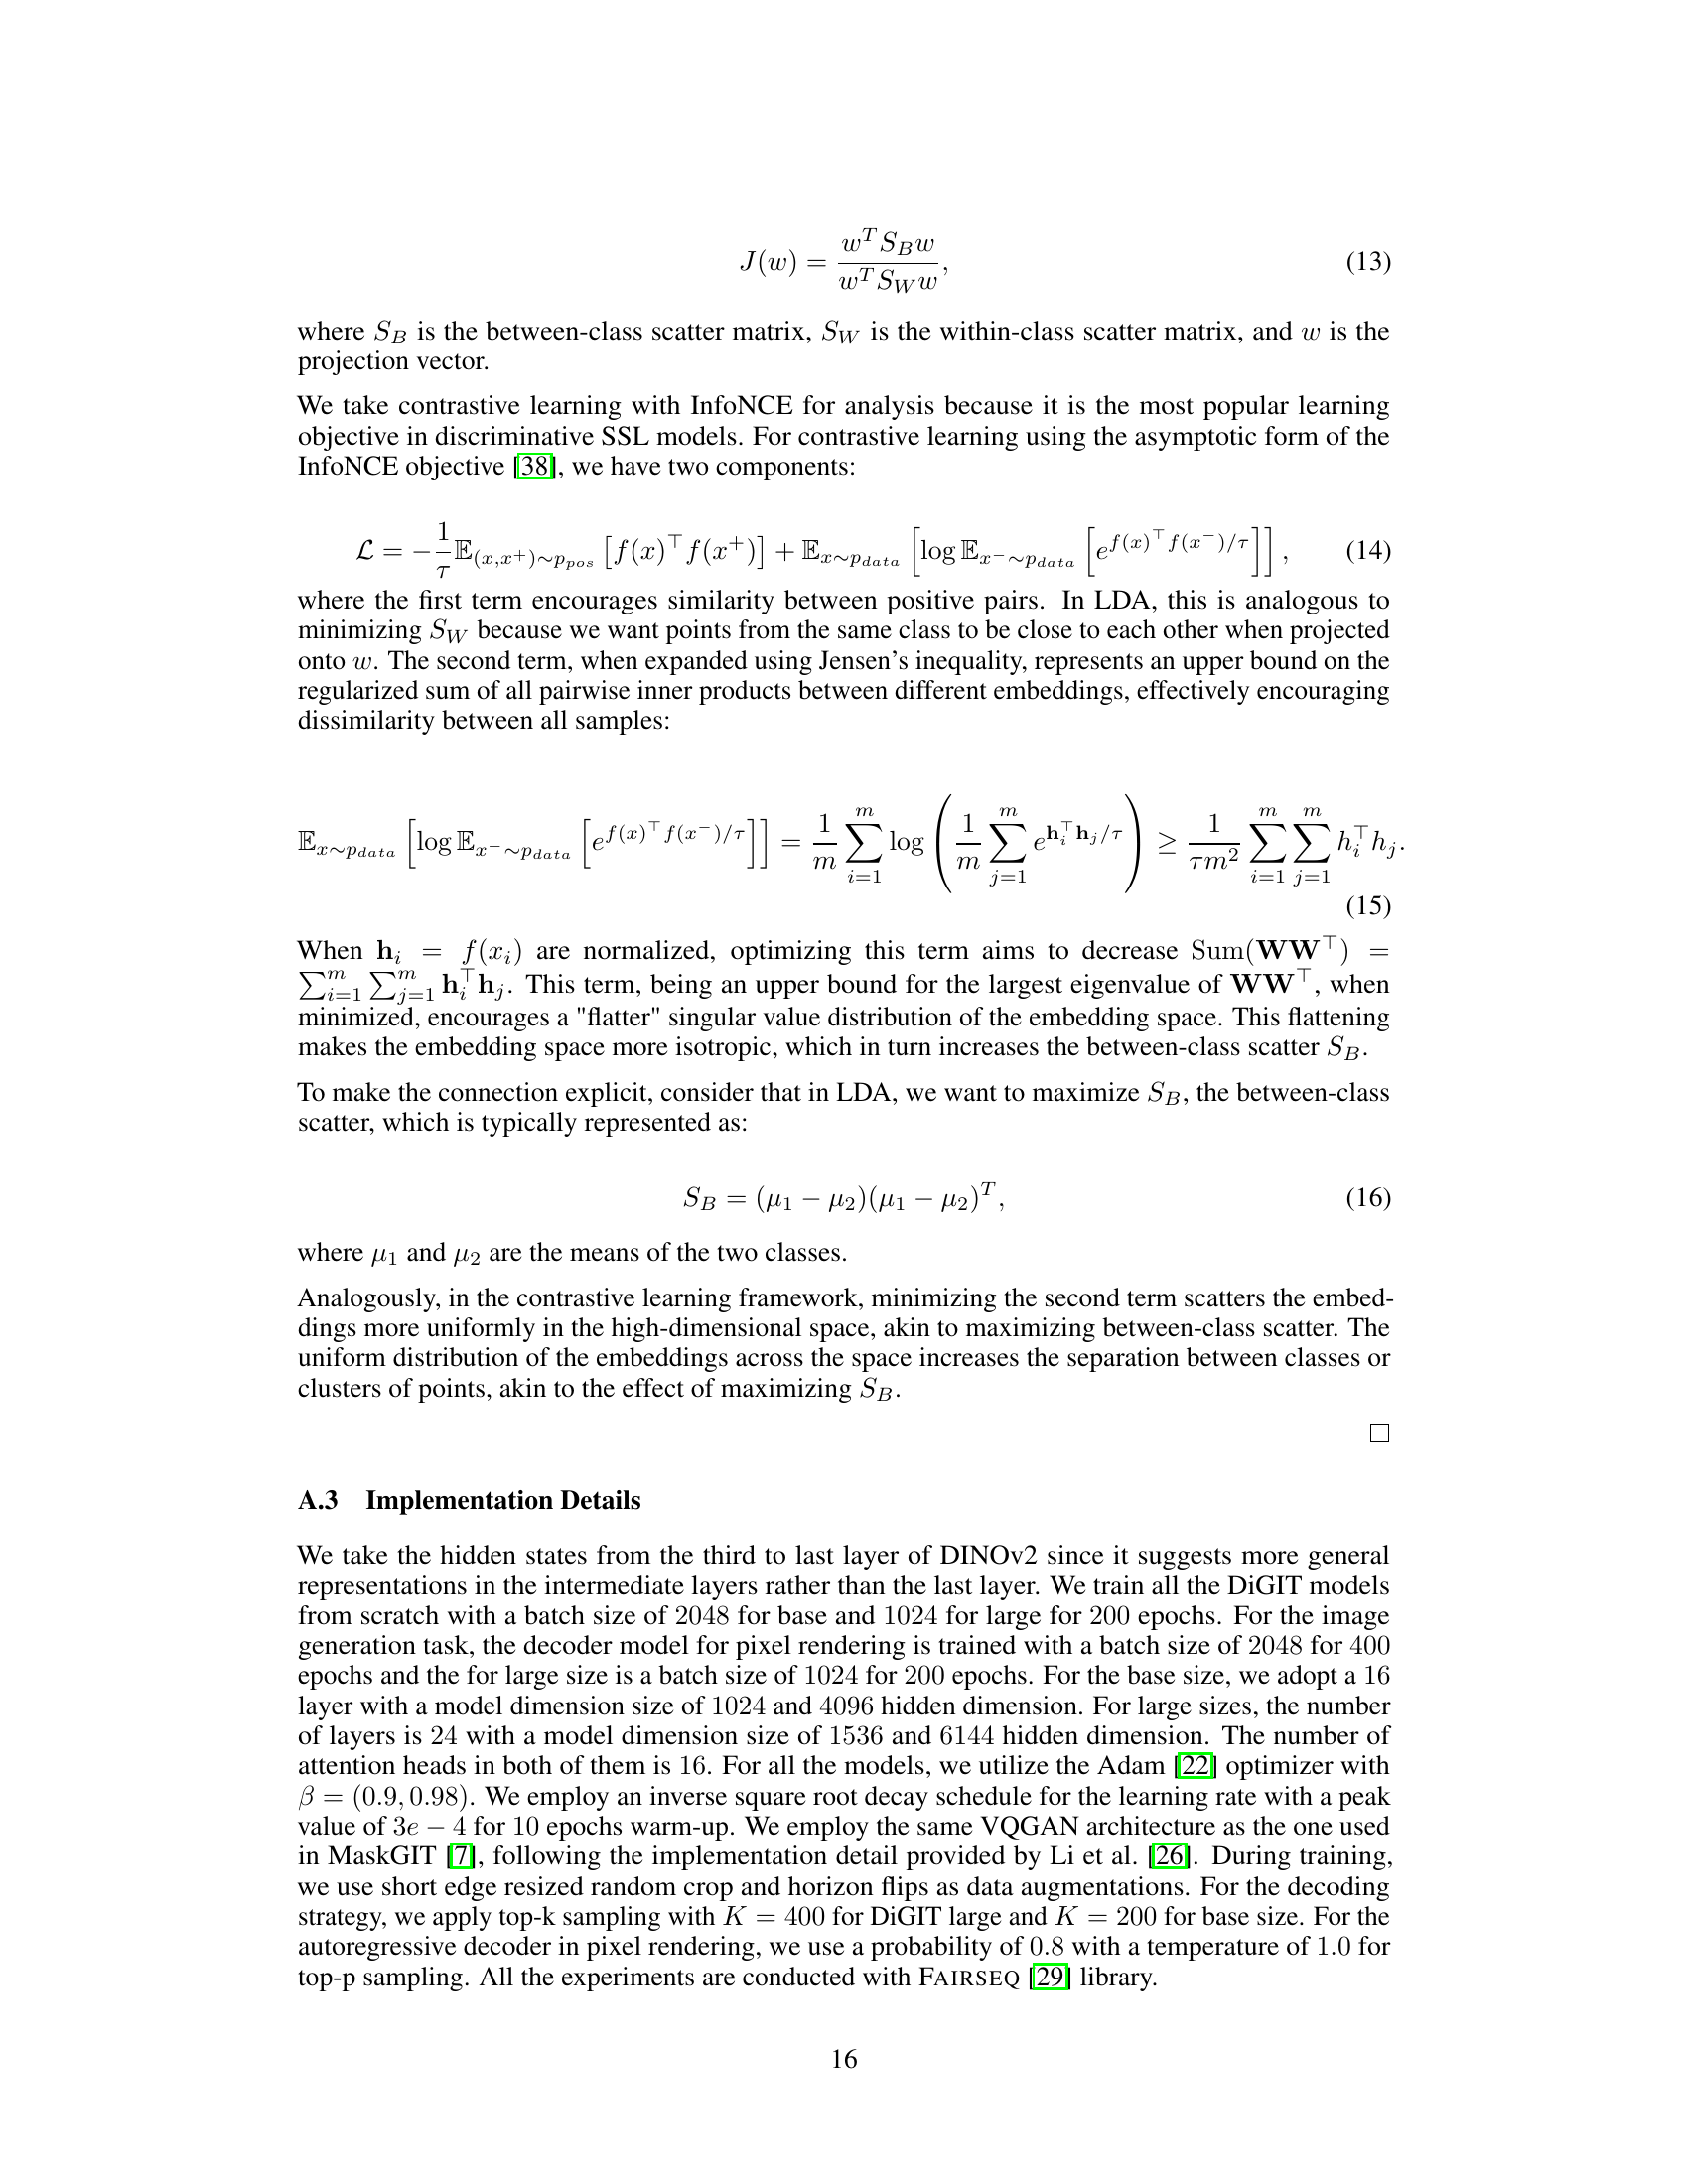 J(w) = \frac{w^T S_B w}{w^T S_W w}, (13)
where S_B is the between-class scatter matrix, S_W is the within-class scatter matrix, and w is the
projection vector.
We take contrastive learning with InfoNCE for analysis because it is the most popular learning
objective in discriminative SSL models. For contrastive learning using the asymptotic form of the
InfoNCE objective [38], we have two components:
\mathcal{L} = -\frac{1}{\tau} \mathbb{E}_{(x,x^+)\sim p_{pos}} [f(x)^\top f(x^+)] + \mathbb{E}_{x\sim p_{data}} [\log \mathbb{E}_{x^-\sim p_{data}} [e^{f(x)^\top f(x^-)/\tau}]], (14)
where the first term encourages similarity between positive pairs. In LDA, this is analogous to
minimizing S_W because we want points from the same class to be close to each other when projected
onto w. The second term, when expanded using Jensen's inequality, represents an upper bound on the
regularized sum of all pairwise inner products between different embeddings, effectively encouraging
dissimilarity between all samples:
\mathbb{E}_{x\sim p_{data}} [\log \mathbb{E}_{x^-\sim p_{data}} [e^{f(x)^\top f(x^-)/\tau}]] = \frac{1}{m} \sum_{i=1}^{m} \log \left( \frac{1}{m} \sum_{j=1}^{m} e^{\mathbf{h}_i^\top \mathbf{h}_j/\tau} \right) \geq \frac{1}{\tau m^2} \sum_{i=1}^{m} \sum_{j=1}^{m} h_i^\top h_j.
(15)
When \mathbf{h}_i = f(x_i) are normalized, optimizing this term aims to decrease Sum(\mathbf{WW}^\top) =
\sum_{i=1}^{m} \sum_{j=1}^{m} \mathbf{h}_i^\top \mathbf{h}_j. This term, being an upper bound for the largest eigenvalue of \mathbf{WW}^\top, when
minimized, encourages a "flatter" singular value distribution of the embedding space. This flattening
makes the embedding space more isotropic, which in turn increases the between-class scatter S_B.
To make the connection explicit, consider that in LDA, we want to maximize S_B, the between-class
scatter, which is typically represented as:
S_B = (\mu_1 - \mu_2)(\mu_1 - \mu_2)^T, (16)
where \mu_1 and \mu_2 are the means of the two classes.
Analogously, in the contrastive learning framework, minimizing the second term scatters the embed-
dings more uniformly in the high-dimensional space, akin to maximizing between-class scatter. The
uniform distribution of the embeddings across the space increases the separation between classes or
clusters of points, akin to the effect of maximizing S_B.
□
A.3 Implementation Details
We take the hidden states from the third to last layer of DINOv2 since it suggests more general
representations in the intermediate layers rather than the last layer. We train all the DiGIT models
from scratch with a batch size of 2048 for base and 1024 for large for 200 epochs. For the image
generation task, the decoder model for pixel rendering is trained with a batch size of 2048 for 400
epochs and the for large size is a batch size of 1024 for 200 epochs. For the base size, we adopt a 16
layer with a model dimension size of 1024 and 4096 hidden dimension. For large sizes, the number
of layers is 24 with a model dimension size of 1536 and 6144 hidden dimension. The number of
attention heads in both of them is 16. For all the models, we utilize the Adam [22] optimizer with
β = (0.9, 0.98). We employ an inverse square root decay schedule for the learning rate with a peak
value of 3e − 4 for 10 epochs warm-up. We employ the same VQGAN architecture as the one used
in MaskGIT [7], following the implementation detail provided by Li et al. [26]. During training,
we use short edge resized random crop and horizon flips as data augmentations. For the decoding
strategy, we apply top-k sampling with K = 400 for DiGIT large and K = 200 for base size. For the
autoregressive decoder in pixel rendering, we use a probability of 0.8 with a temperature of 1.0 for
top-p sampling. All the experiments are conducted with FAIRSEQ [29] library.
16